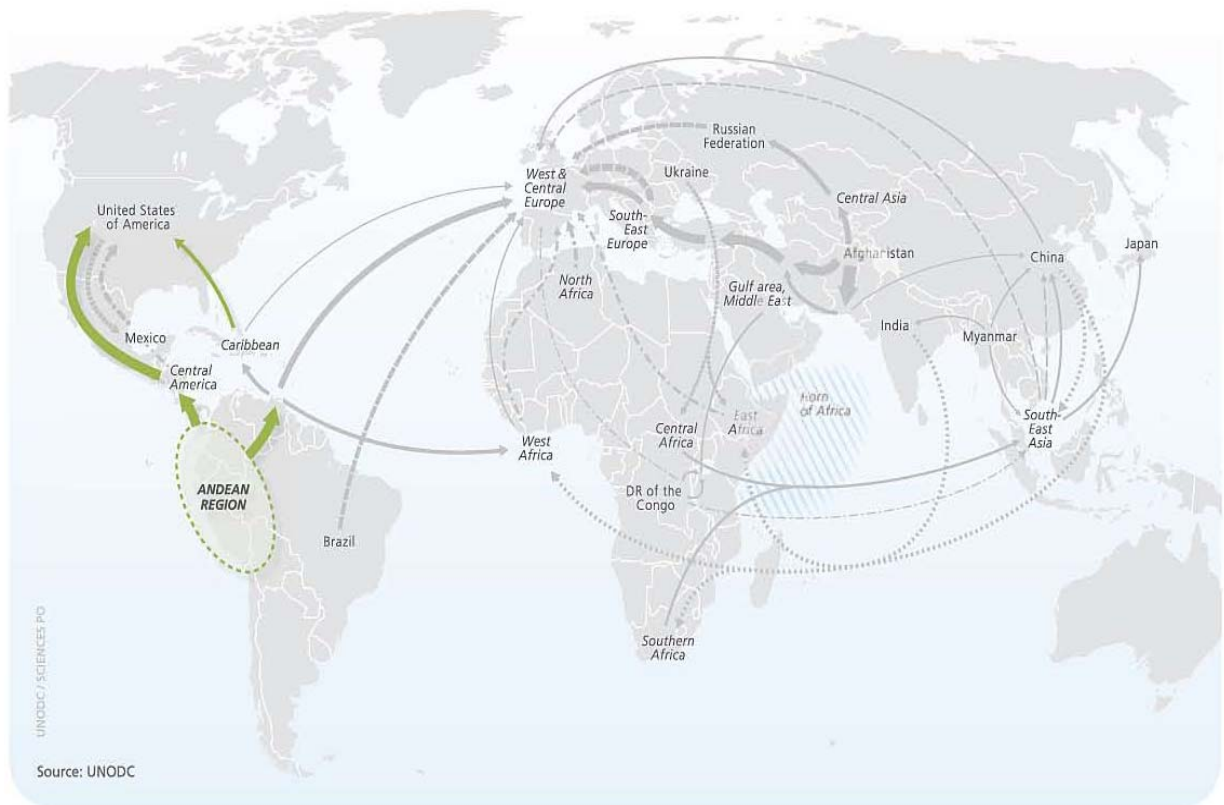 Russian
Federation
West &
Central
Europe
Ukraine
Central Asia
United States
of America
South-
East
Europe
Afghanistan
China
Japan
North
Africa
Gulf area,
Middle East
India
Myanmar
Mexico
Caribbean
Central
America
Horn
of Africa
East
Africa
South-
East
Asia
Central
Africa
West
Africa
ANDEAN
REGION
DR of the
Congo
Brazil
Southern
Africa
UNODC / SCIENCES PO
Source: UNODC